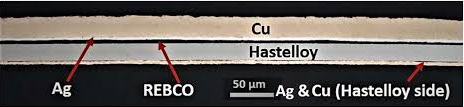 Cu
Hastelloy
Ag
REBCO
50 µm
Ag & Cu (Hastelloy side)